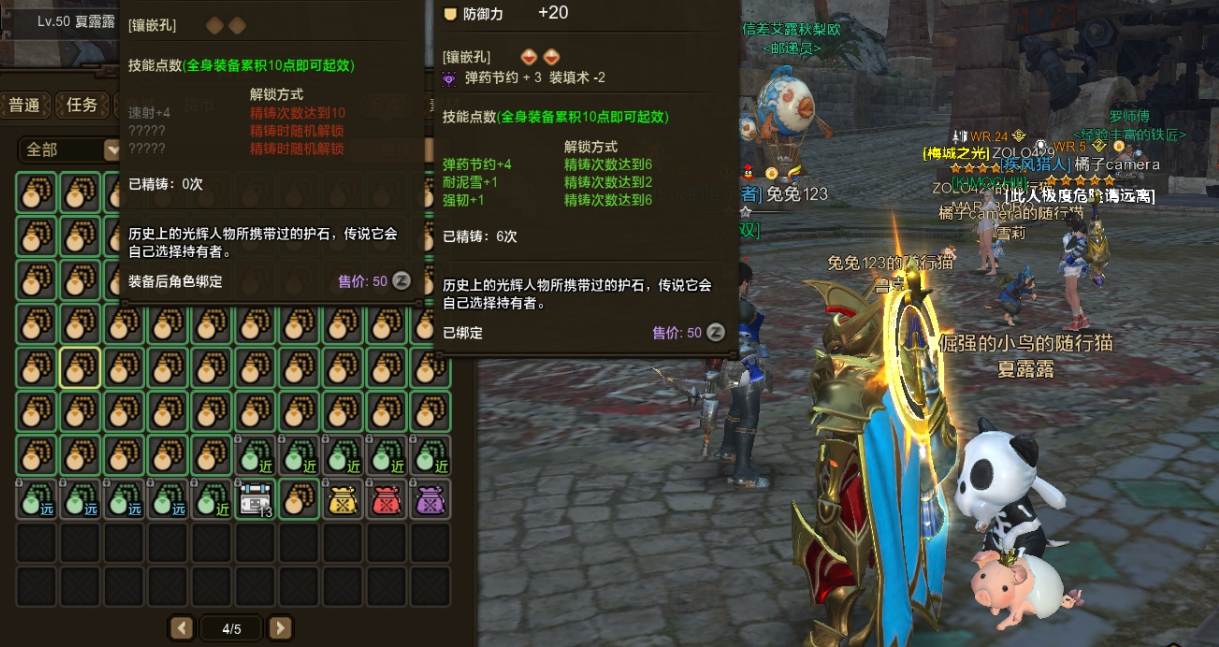 Lv.50 夏露露
普通
任务
全部
[镶嵌孔]
技能点数(全身装备累积10点即可起效)
解锁方式
速射+4 精铸次数达到10
????? 精铸时随机解锁
????? 精铸时随机解锁
已精铸：0次
历史上的光辉人物所携带过的护石，传说它会
自己选择持有者。
装备后角色绑定 售价: 50 Z
防御力 +20
[镶嵌孔]
弹药节约 + 3 装填术 -2
技能点数(全身装备累积10点即可起效)
解锁方式
弹药节约+4 精铸次数达到6
耐泥雪+1 精铸次数达到2
强韧+1 精铸次数达到6
已精铸：6次
历史上的光辉人物所携带过的护石，传说它会
自己选择持有者。
已绑定 售价: 50 Z
近 近 近 近 近
远 远 远 远 近 13
4/5
信差艾露秋梨欧
<邮递员>
者] 兔兔123
双]
兔兔123的随行猫
罗师傅
<经验丰富的铁匠>
WR.24
WR.5
[梅城之光] ZOLO429
[疾风猎人] 橘子camera
[此人极度危险请远离]
橘子camera的随行猫
雪莉
倔强的小鸟的随行猫
夏露露